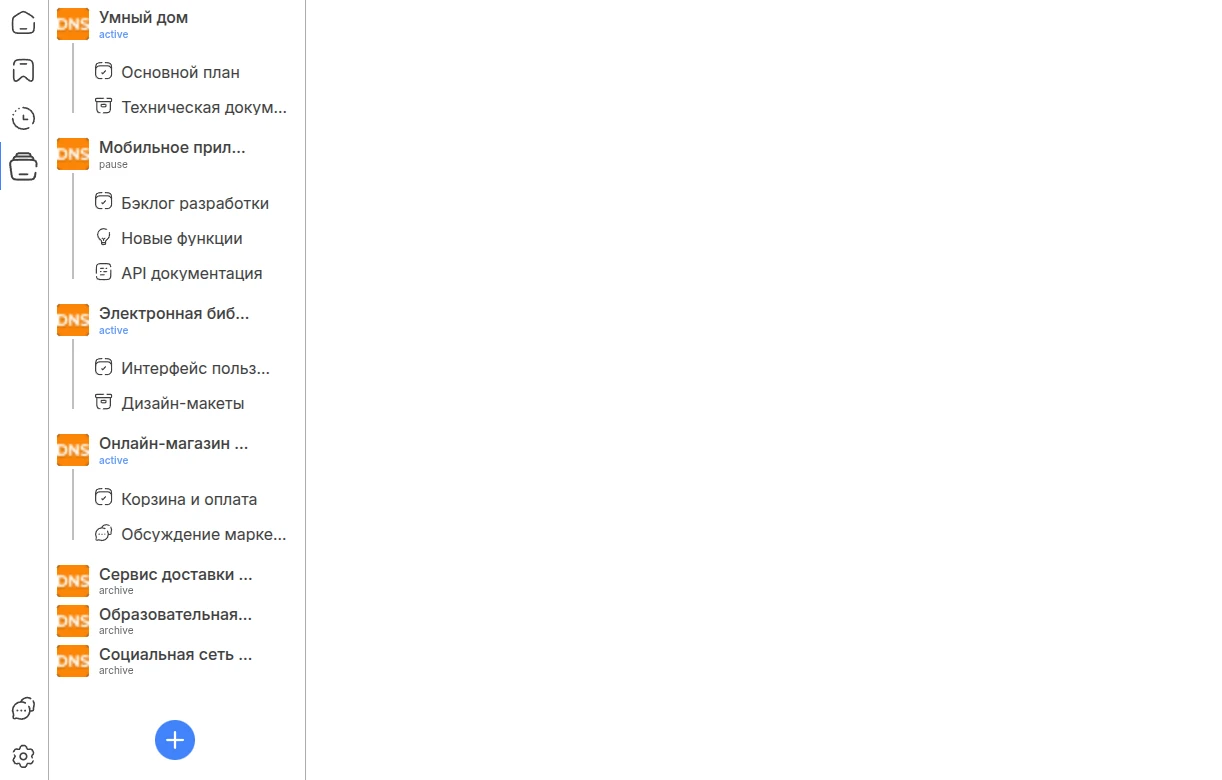 DNS
Умный дом
active
Основной план
Техническая докум...
DNS
Мобильное прил...
pause
Бэклог разработки
Новые функции
API документация
DNS
Электронная биб...
active
Интерфейс польз...
Дизайн-макеты
DNS
Онлайн-магазин ...
active
Корзина и оплата
Обсуждение марке...
DNS
Сервис доставки ...
archive
DNS
Образовательная...
archive
DNS
Социальная сеть ...
archive